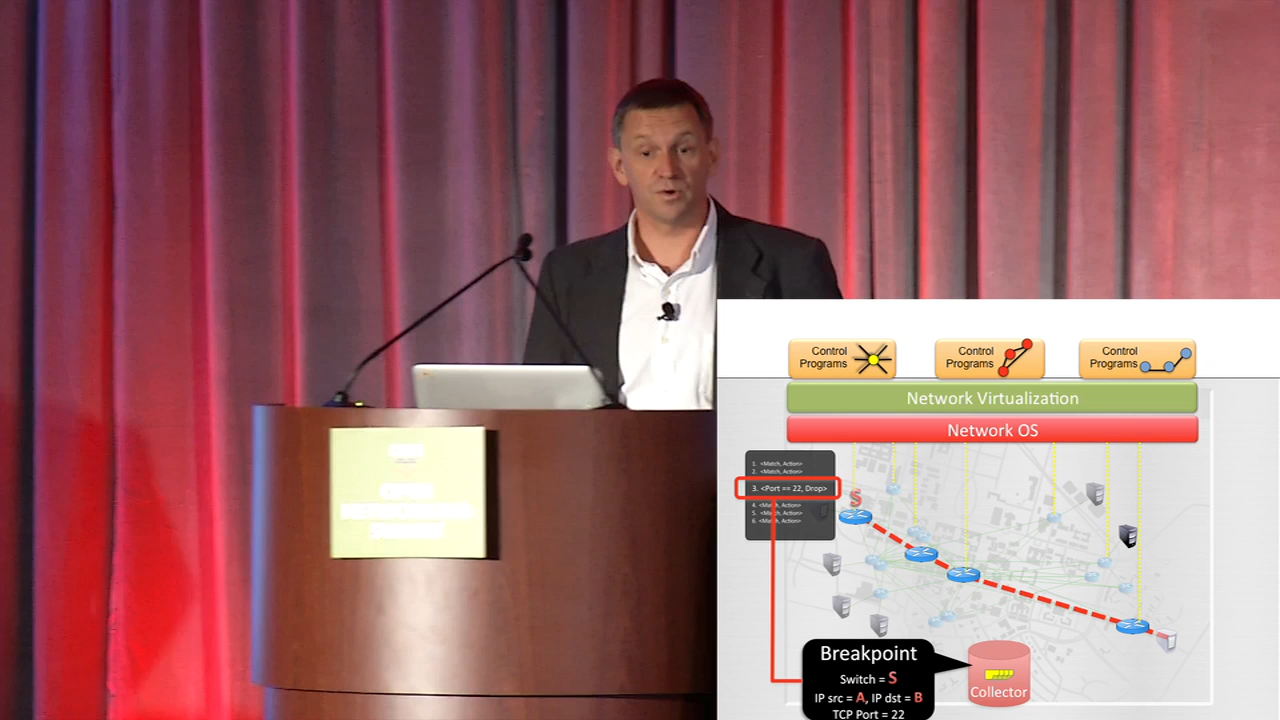 Control
Programs
Control
Programs
Control
Programs
Network Virtualization
Network OS
1. <Match, Action>
2. <Match, Action>
3. <Port == 22, Drop>
4. <Match, Action>
5. <Match, Action>
6. <Match, Action>
S
Breakpoint
Switch = S
IP src = A, IP dst = B
TCP Port = 22
Collector